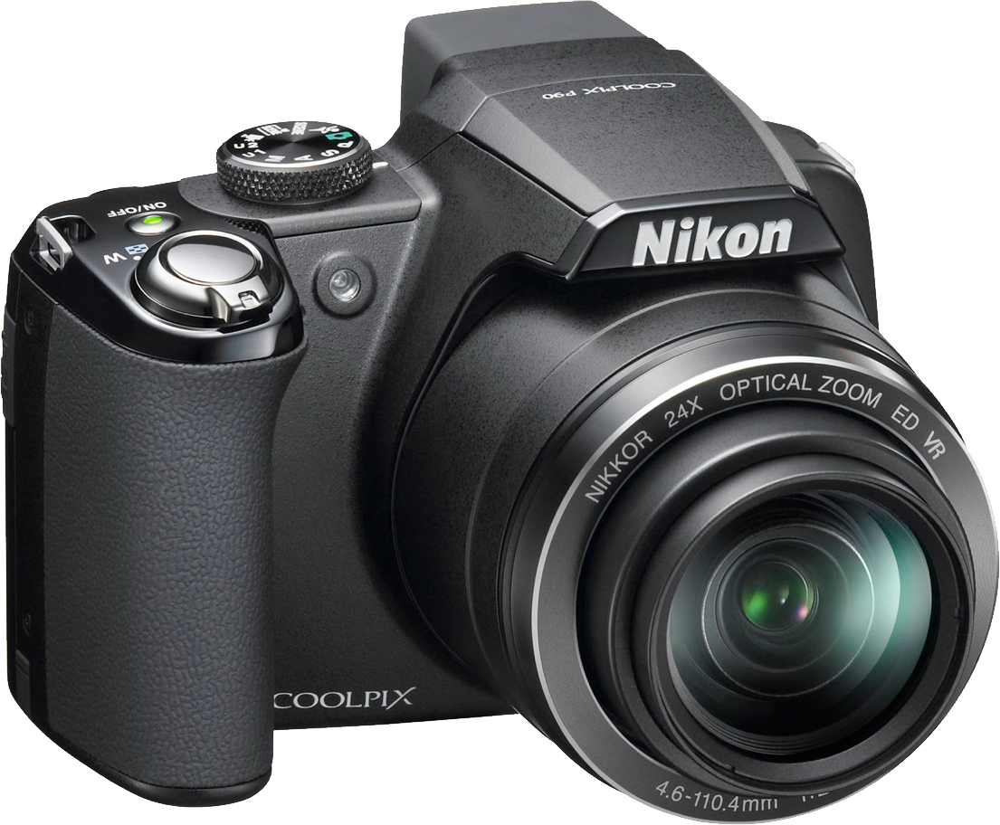 COOLPIX P90
Nikon
ON/OFF
W
M A S P
NIKKOR 24X OPTICAL ZOOM ED VR
COOLPIX
4.6-110.4mm